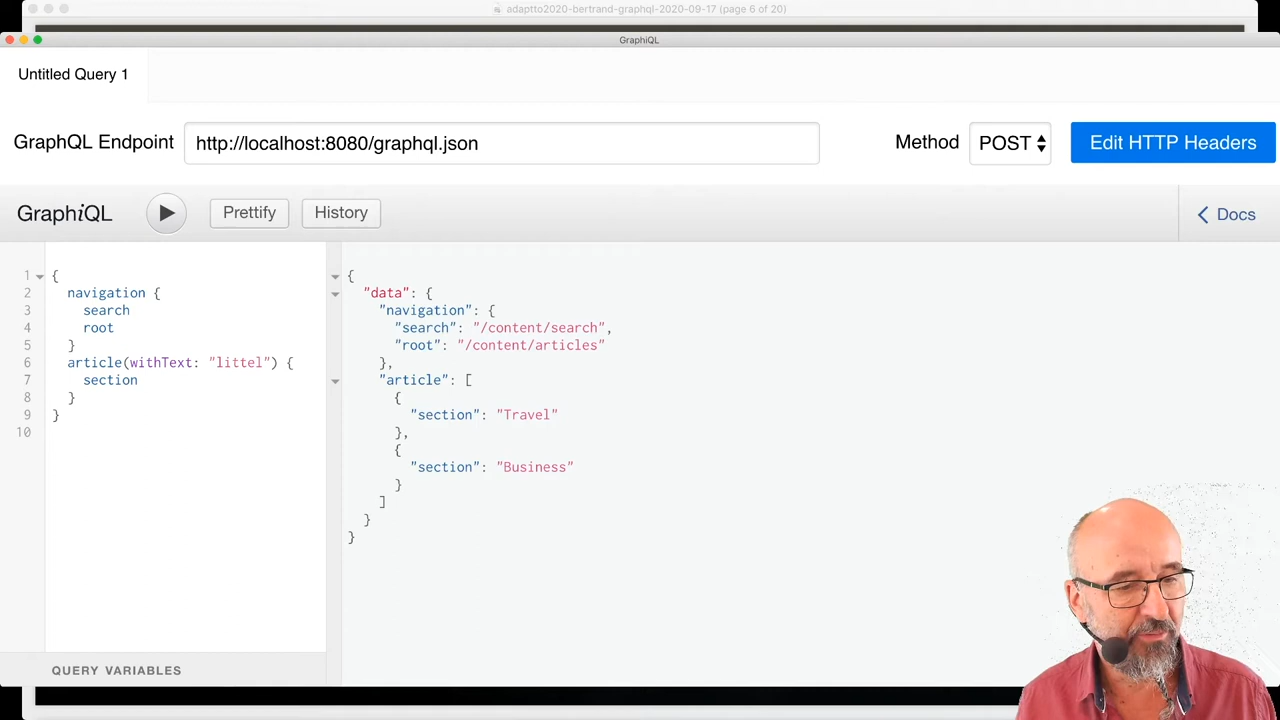 adaptto2020-bertrand-graphql-2020-09-17 (page 6 of 20)
GraphiQL
Untitled Query 1
GraphQL Endpoint http://localhost:8080/graphql.json Method POST Edit HTTP Headers
GraphiQL Prettify History Docs
1 {
2 navigation {
3 search
4 root
5 }
6 article(withText: "littel") {
7 section
8 }
9 }
10
{
"data": {
"navigation": {
"search": "/content/search",
"root": "/content/articles"
},
"article": [
{
"section": "Travel"
},
{
"section": "Business"
}
]
}
}
QUERY VARIABLES